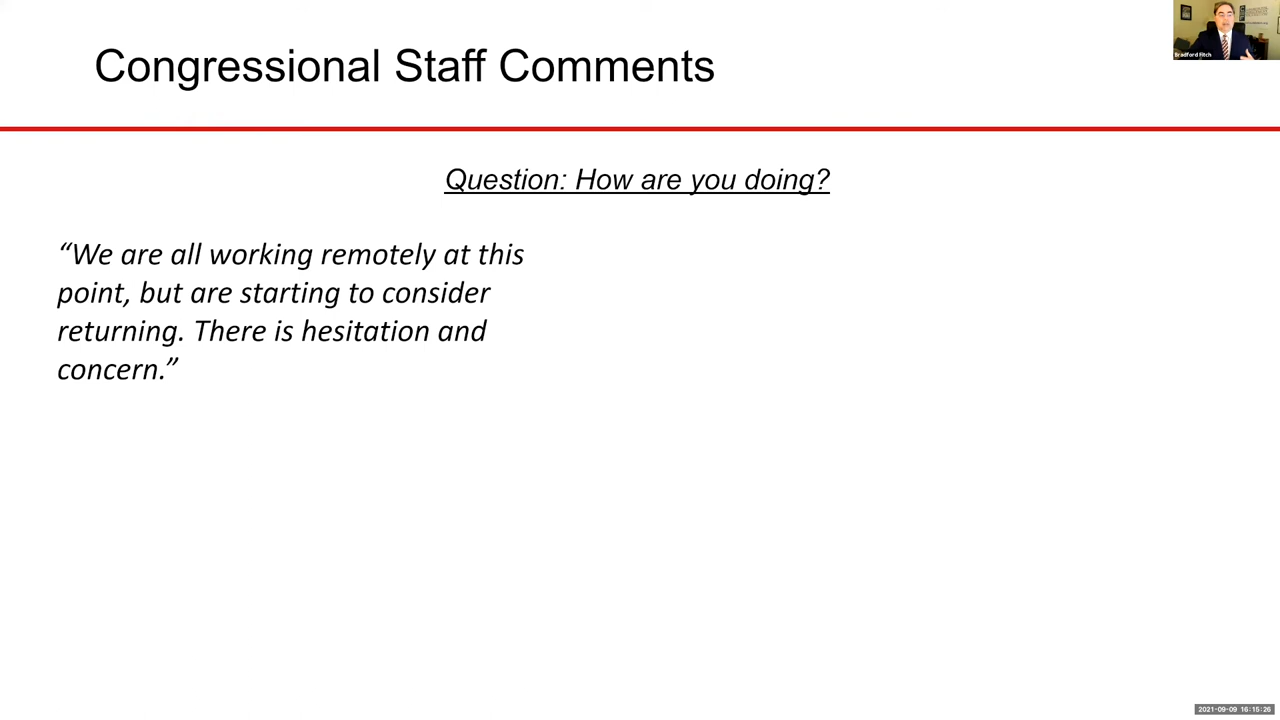 Congressional Staff Comments
Bradford Fitch
Question: How are you doing?
“We are all working remotely at this
point, but are starting to consider
returning. There is hesitation and
concern.”
2021-09-09 16:15:26